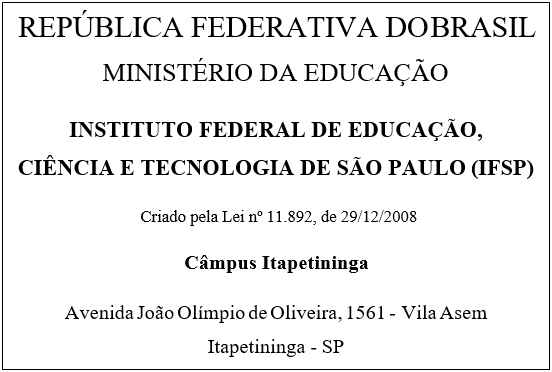 REPÚBLICA FEDERATIVA DOBRASIL
MINISTÉRIO DA EDUCAÇÃO
INSTITUTO FEDERAL DE EDUCAÇÃO,
CIÊNCIA E TECNOLOGIA DE SÃO PAULO (IFSP)
Criado pela Lei nº 11.892, de 29/12/2008
Câmpus Itapetininga
Avenida João Olímpio de Oliveira, 1561 - Vila Asem
Itapetininga - SP